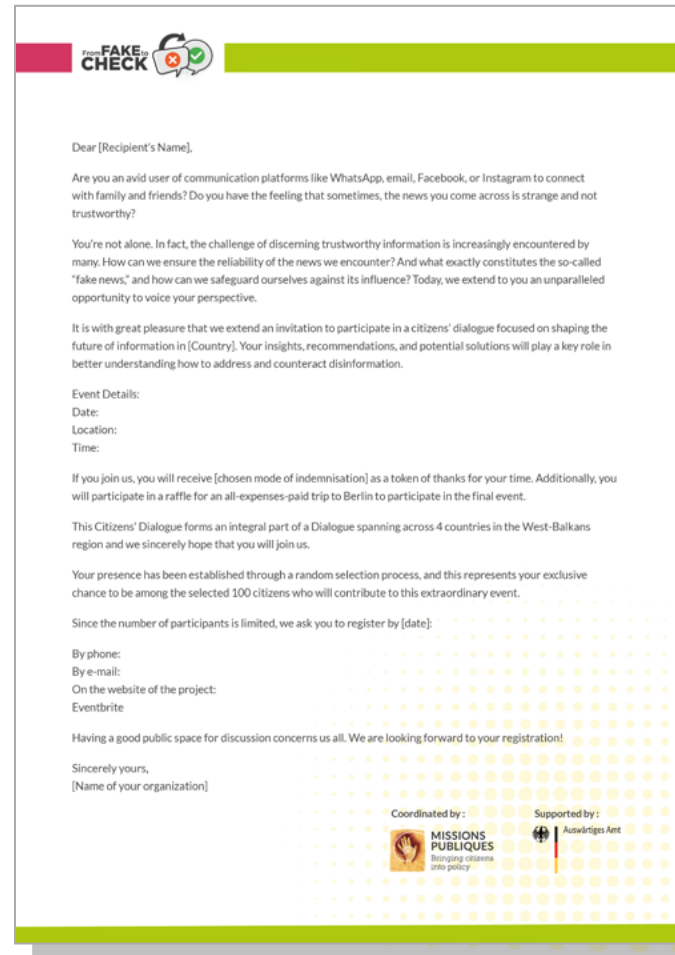 From FAKE to
CHECK
Dear [Recipient's Name],
Are you an avid user of communication platforms like WhatsApp, email, Facebook, or Instagram to connect
with family and friends? Do you have the feeling that sometimes, the news you come across is strange and not
trustworthy?
You're not alone. In fact, the challenge of discerning trustworthy information is increasingly encountered by
many. How can we ensure the reliability of the news we encounter? And what exactly constitutes the so-called
"fake news," and how can we safeguard ourselves against its influence? Today, we extend to you an unparalleled
opportunity to voice your perspective.
It is with great pleasure that we extend an invitation to participate in a citizens' dialogue focused on shaping the
future of information in [Country]. Your insights, recommendations, and potential solutions will play a key role in
better understanding how to address and counteract disinformation.
Event Details:
Date:
Location:
Time:
If you join us, you will receive [chosen mode of indemnisation] as a token of thanks for your time. Additionally, you
will participate in a raffle for an all-expenses-paid trip to Berlin to participate in the final event.
This Citizens' Dialogue forms an integral part of a Dialogue spanning across 4 countries in the West-Balkans
region and we sincerely hope that you will join us.
Your presence has been established through a random selection process, and this represents your exclusive
chance to be among the selected 100 citizens who will contribute to this extraordinary event.
Since the number of participants is limited, we ask you to register by [date]:
By phone:
By e-mail:
On the website of the project:
Eventbrite
Having a good public space for discussion concerns us all. We are looking forward to your registration!
Sincerely yours,
[Name of your organization]
Coordinated by :
MISSIONS
PUBLIQUES
Bringing citizens
into policy
Supported by :
Auswärtiges Amt